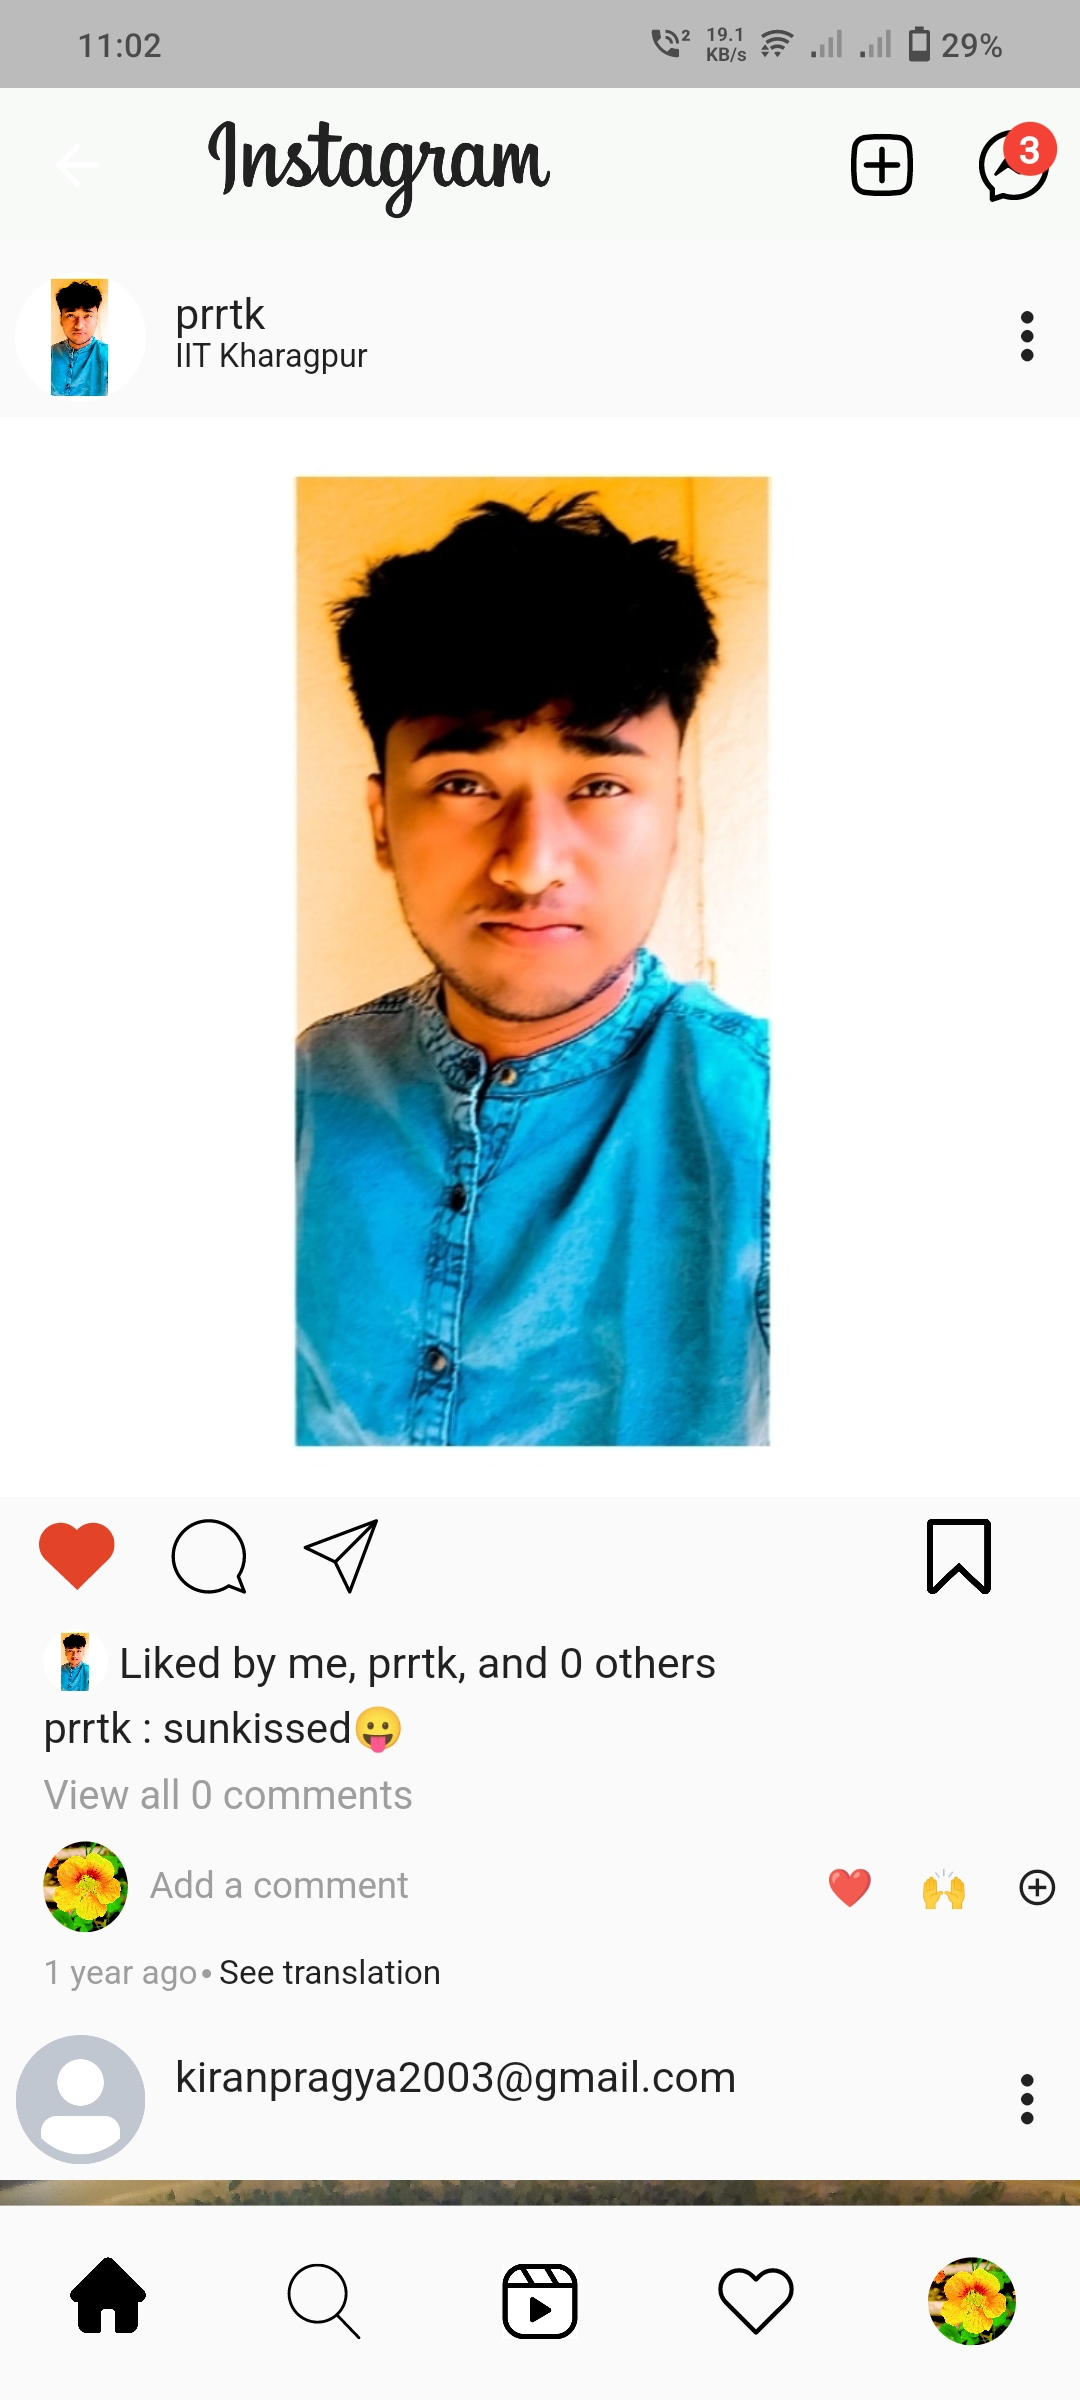 11:02
19.1
KB/s
29%
Instagram
3
prrtk
IIT Kharagpur
Liked by me, prrtk, and 0 others
prrtk : sunkissed😛
View all 0 comments
Add a comment
❤️ 🙌
1 year ago • See translation
kiranpragya2003@gmail.com